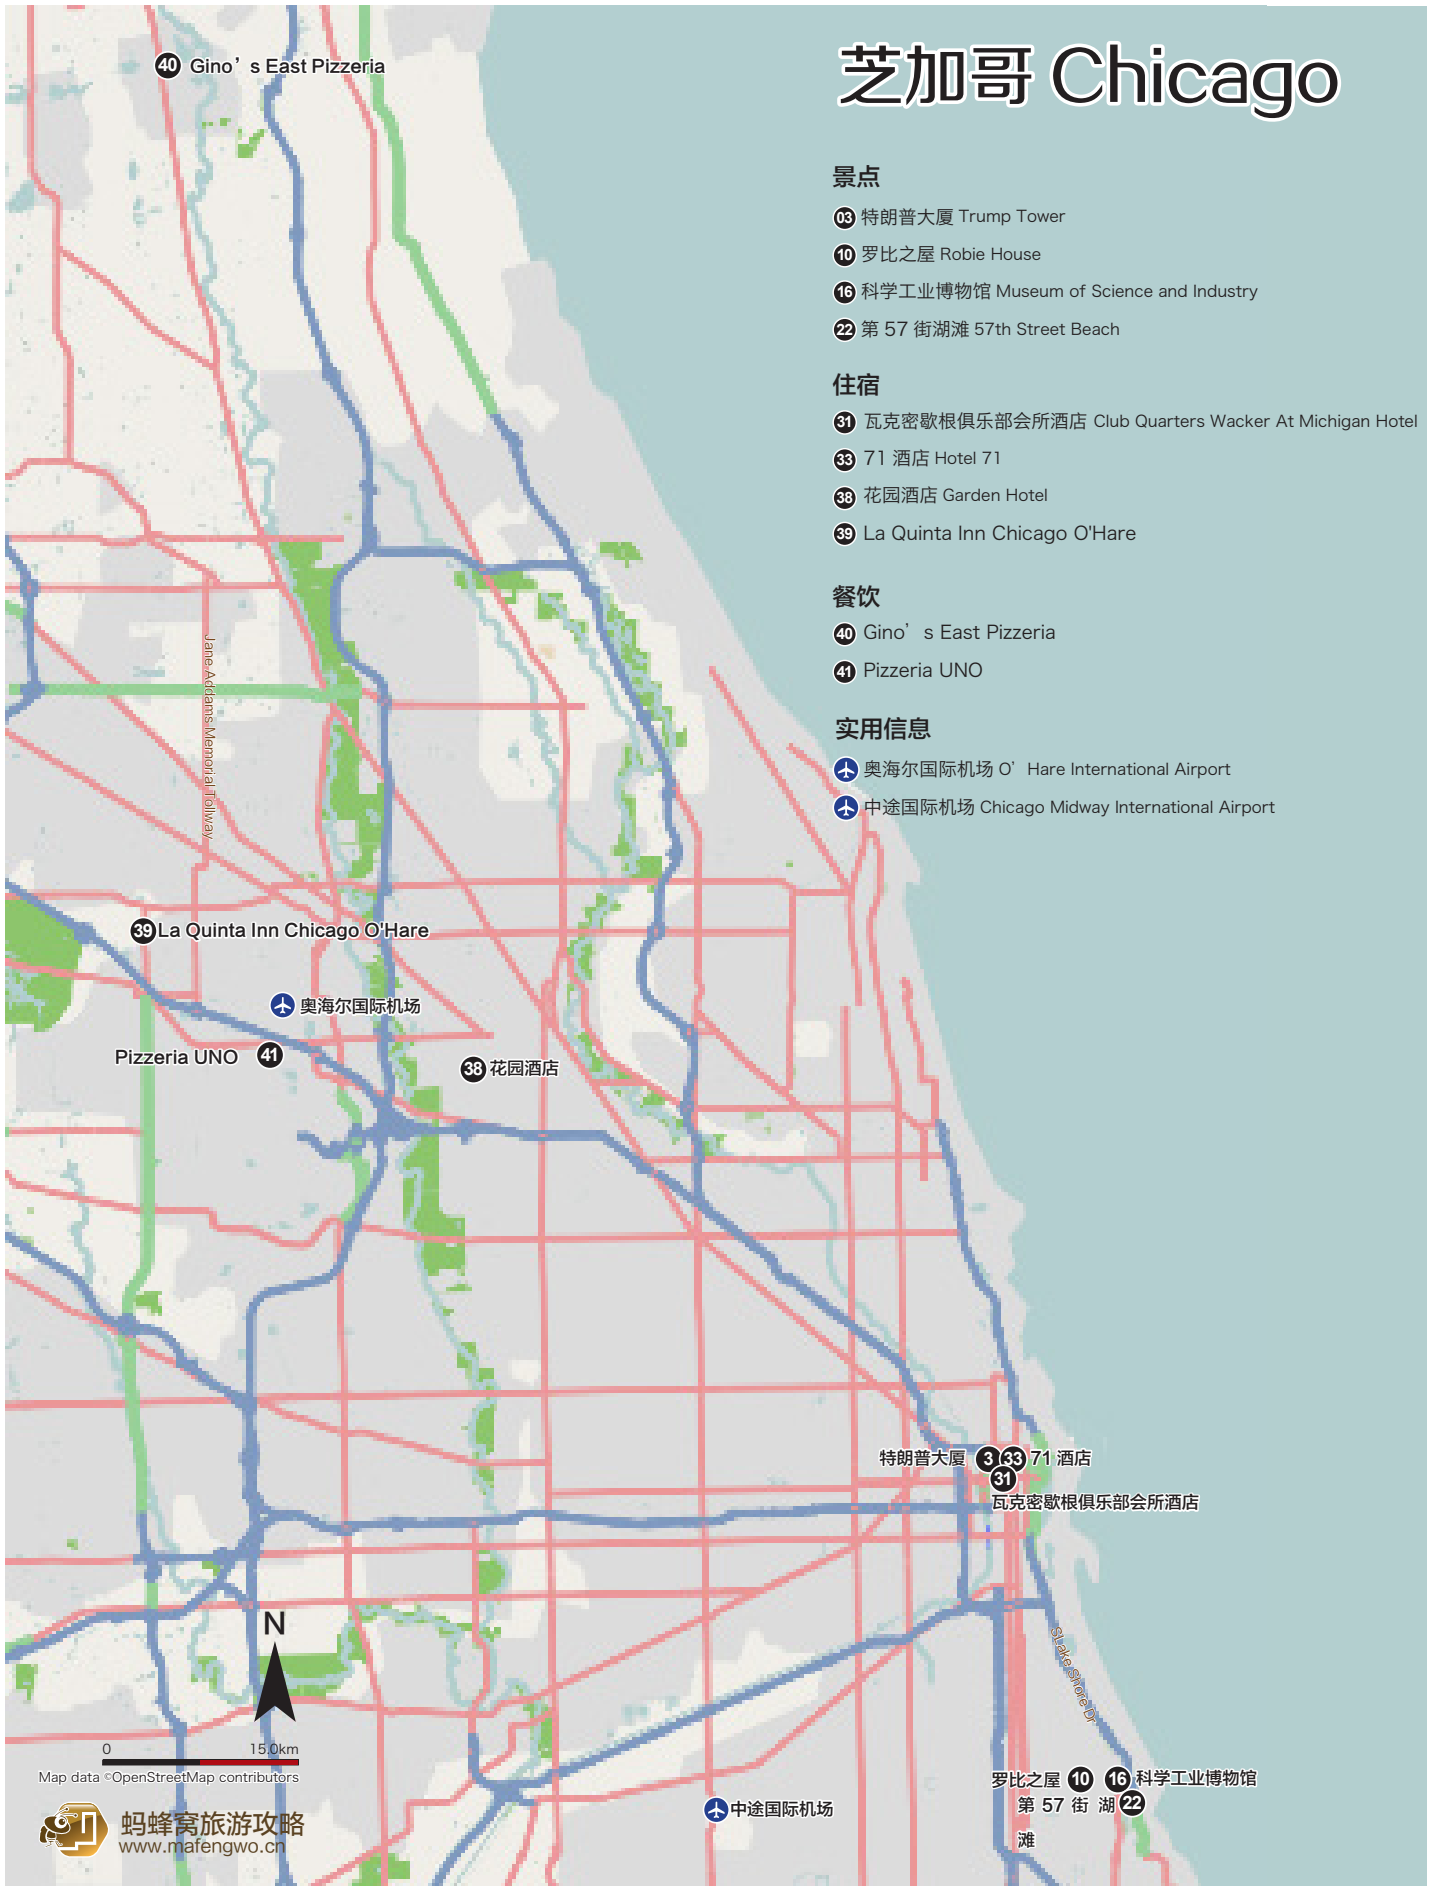 芝加哥 Chicago
景点
03 特朗普大厦 Trump Tower
10 罗比之屋 Robie House
16 科学工业博物馆 Museum of Science and Industry
22 第 57 街湖滩 57th Street Beach
住宿
31 瓦克密歇根俱乐部会所酒店 Club Quarters Wacker At Michigan Hotel
33 71 酒店 Hotel 71
38 花园酒店 Garden Hotel
39 La Quinta Inn Chicago O'Hare
餐饮
40 Gino’s East Pizzeria
41 Pizzeria UNO
实用信息
奥海尔国际机场 O’Hare International Airport
中途国际机场 Chicago Midway International Airport
40 Gino’s East Pizzeria
Jane Addams Memorial Tollway
39 La Quinta Inn Chicago O'Hare
奥海尔国际机场
Pizzeria UNO 41
38 花园酒店
特朗普大厦 3 33 71 酒店
31
瓦克密歇根俱乐部会所酒店
S Lake Shore Dr
罗比之屋 10 16 科学工业博物馆
第 57 街 湖 22
滩
中途国际机场
N
0 15.0km
Map data ©OpenStreetMap contributors
蚂蜂窝旅游攻略
www.mafengwo.cn